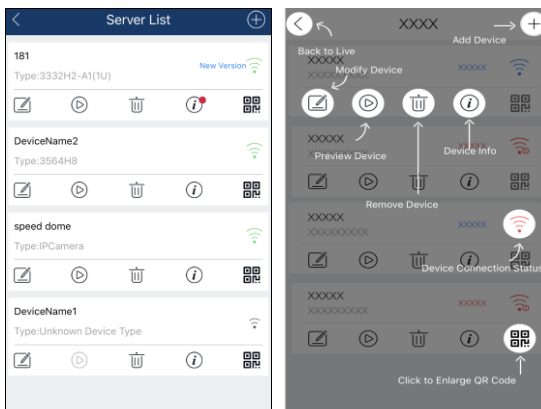 Server List
181
New Version
Type:3332H2-A1(1U)
DeviceName2
Type:3564H8
speed dome
Type:IPCamera
DeviceName1
Type:Unknown Device Type
XXXX
Add Device
Back to Live
XXXXX
XXXXX
Modify Device
XXXXX
Preview Device
Device Info
Remove Device
XXXXX
XXXXX
XXXXXXXXX
Device Connection Status
XXXXX
XXXXX
XXXXXXXXX
Click to Enlarge QR Code